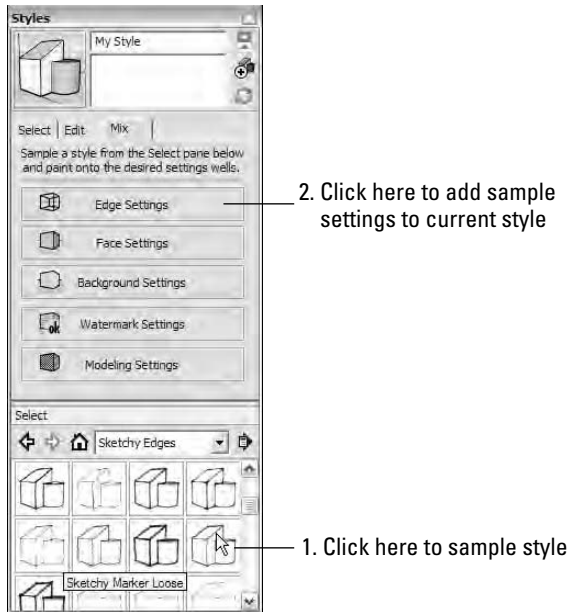 Styles
My Style
Select Edit Mix
Sample a style from the Select pane below
and paint onto the desired settings wells.
Edge Settings
Face Settings
Background Settings
ok
Watermark Settings
Modeling Settings
Select
Sketchy Edges
Sketchy Marker Loose
2. Click here to add sample
settings to current style
1. Click here to sample style